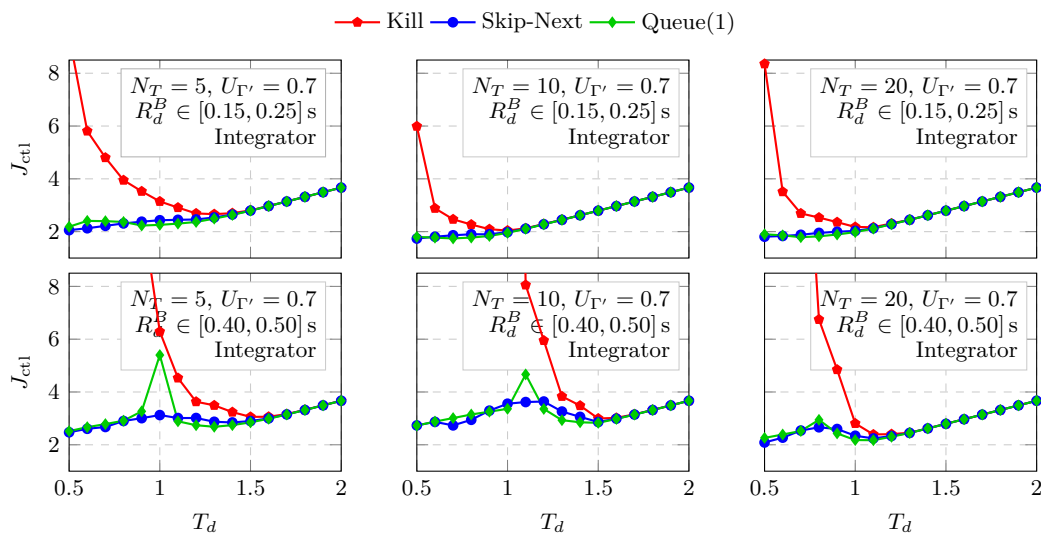 Kill Skip-Next Queue(1)
8
6
4
2
J_ctl
N_T = 5, U_Γ′ = 0.7
R_d^B ∈ [0.15, 0.25] s
Integrator
N_T = 10, U_Γ′ = 0.7
R_d^B ∈ [0.15, 0.25] s
Integrator
N_T = 20, U_Γ′ = 0.7
R_d^B ∈ [0.15, 0.25] s
Integrator
8
6
4
2
J_ctl
N_T = 5, U_Γ′ = 0.7
R_d^B ∈ [0.40, 0.50] s
Integrator
N_T = 10, U_Γ′ = 0.7
R_d^B ∈ [0.40, 0.50] s
Integrator
N_T = 20, U_Γ′ = 0.7
R_d^B ∈ [0.40, 0.50] s
Integrator
0.5 1 1.5 2
0.5 1 1.5 2
0.5 1 1.5 2
T_d
T_d
T_d